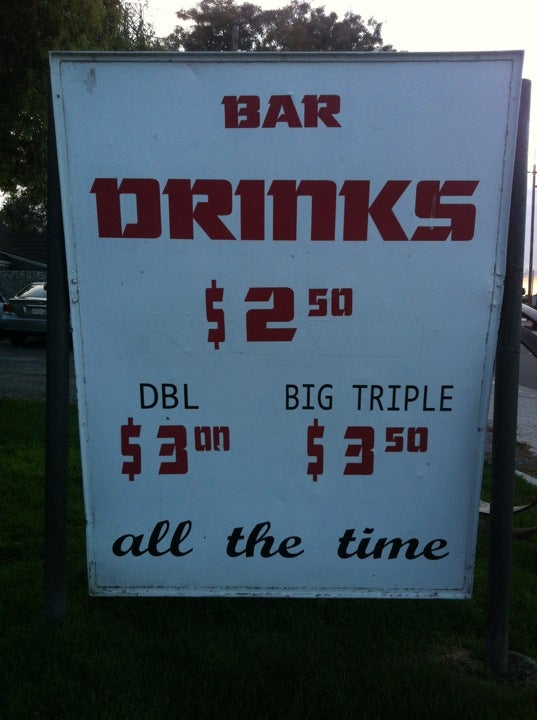 BAR
DRINKS
$2 50
DBL BIG TRIPLE
$3 00 $3 50
all the time